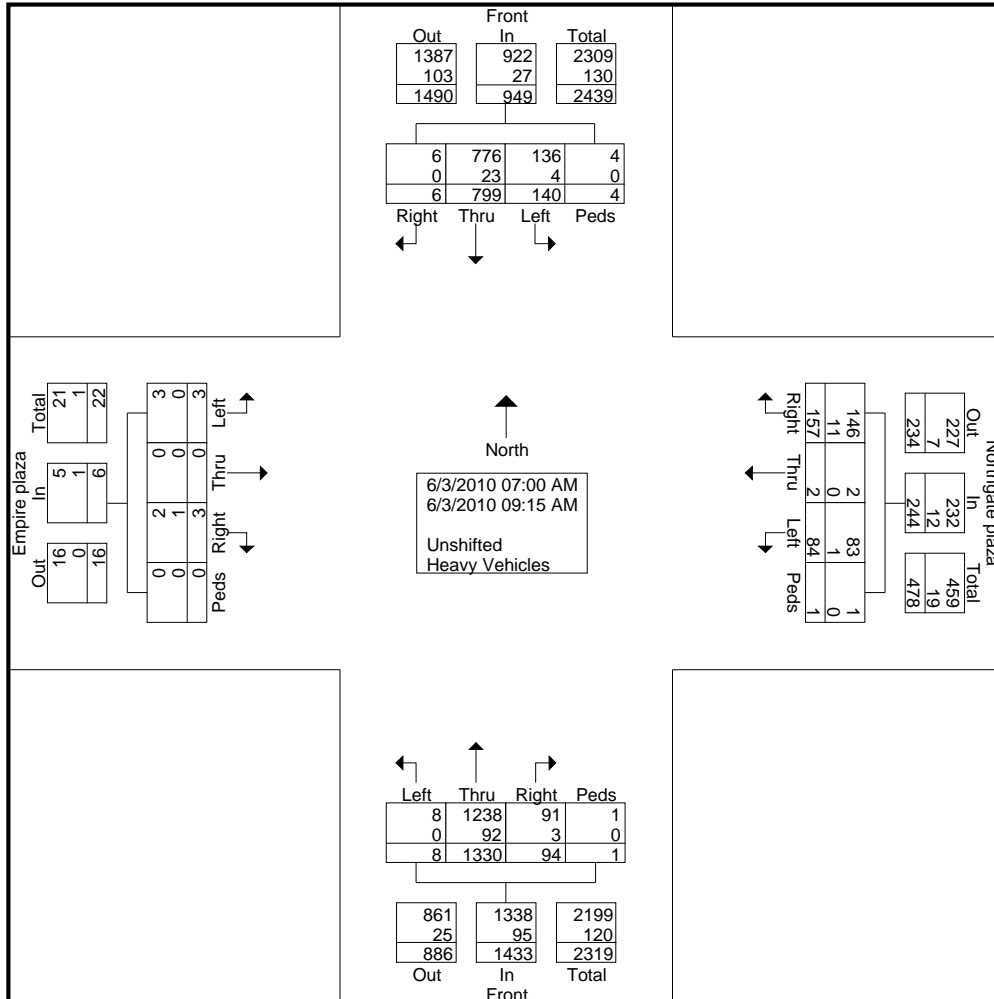 Front
Out In Total
1387 922 2309
103 27 130
1490 949 2439
6 776 136 4
0 23 4 0
6 799 140 4
Right Thru Left Peds
Empire plaza
Total In Out
21 5 16
1 1 0
22 6 16
3 0 2 0
0 0 1 0
3 0 3 0
Left Thru Right Peds
North
6/3/2010 07:00 AM
6/3/2010 09:15 AM
Unshifted
Heavy Vehicles
Right Thru Left Peds
146 2 83 1
11 0 1 0
157 2 84 1
Northgate plaza
Out In Total
227 232 459
7 12 19
234 244 478
Left Thru Right Peds
8 1238 91 1
0 92 3 0
8 1330 94 1
861 1338 2199
25 95 120
886 1433 2319
Out In Total
Front